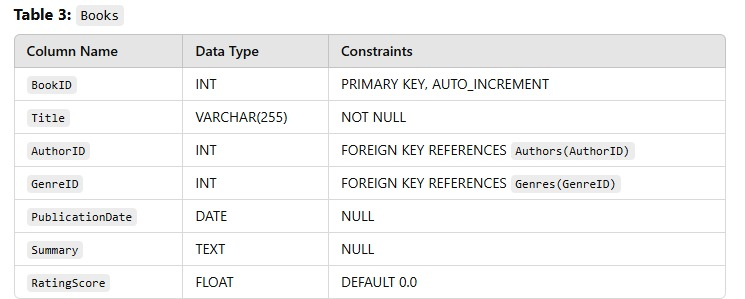 Table 3: Books
Column Name Data Type Constraints
BookID INT PRIMARY KEY, AUTO_INCREMENT
Title VARCHAR(255) NOT NULL
AuthorID INT FOREIGN KEY REFERENCES Authors(AuthorID)
GenreID INT FOREIGN KEY REFERENCES Genres(GenreID)
PublicationDate DATE NULL
Summary TEXT NULL
RatingScore FLOAT DEFAULT 0.0